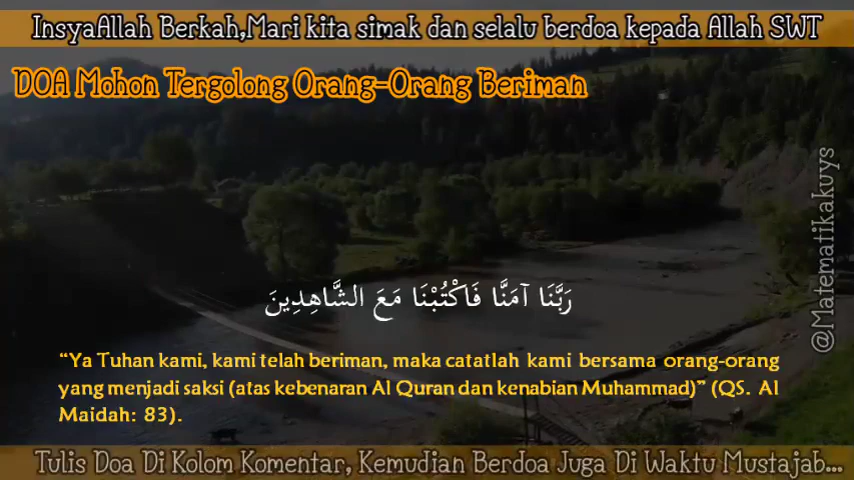 InsyaAllah Berkah,Mari kita simak dan selalu berdoa kepada Allah SWT
DOA Mohon Tergolong Orang-Orang Beriman
@Matematikakuys
رَبَّنَا آمَنَّا فَاكْتُبْنَا مَعَ الشَّاهِدِينَ
“Ya Tuhan kami, kami telah beriman, maka catatlah kami bersama orang-orang
yang menjadi saksi (atas kebenaran Al Quran dan kenabian Muhammad)” (QS. Al
Maidah: 83).
Tulis Doa Di Kolom Komentar, Kemudian Berdoa Juga Di Waktu Mustajab...